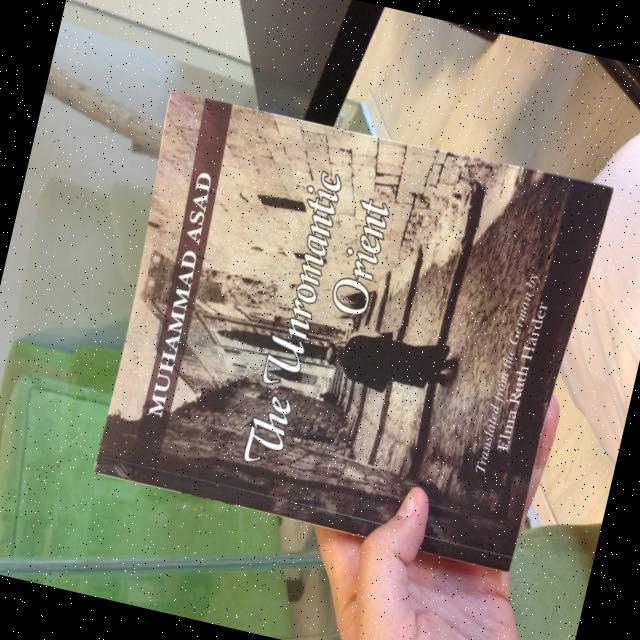 MUHAMMAD ASAD
The Unromantic
Orient
Translated from the German by
Elma Ruth Harder